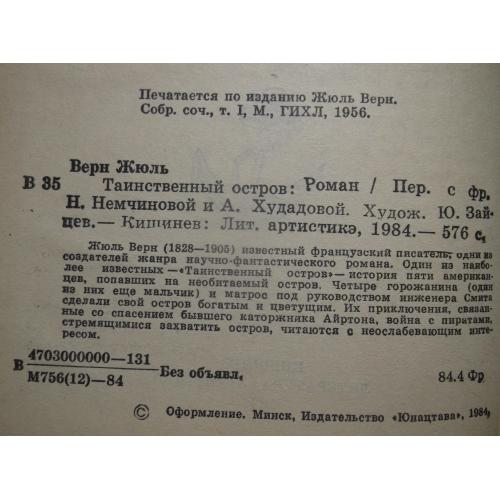 Печатается по изданию Жюль Верн.
Собр. соч., т. I, М., ГИХЛ, 1956.
Верн Жюль
В 35 Таинственный остров: Роман / Пер. с фр.
Н. Немчиновой и А. Худадовой. Худож. Ю. Зай-
цев.— Кишинев: Лит. артистикэ, 1984.— 576 с.
Жюль Верн (1828—1905) известный французский писатель, один из
создателей жанра научно-фантастического романа. Один из наибо-
лее известных — «Таинственный остров» — история пяти американ-
цев, попавших на необитаемый остров. Четыре горожанина (один
из них еще мальчик) и матрос под руководством инженера Смита
сделали свой остров богатым и цветущим. Их приключения, связан-
ные со спасением бывшего каторжника Айртона, война с пиратами,
стремящимися захватить остров, читаются с неослабевающим инте-
ресом.
В 4703000000—131
М756(12)—84 Без объявл. 84.4 Фр
© Оформление. Минск, Издательство «Юнацтава», 1984